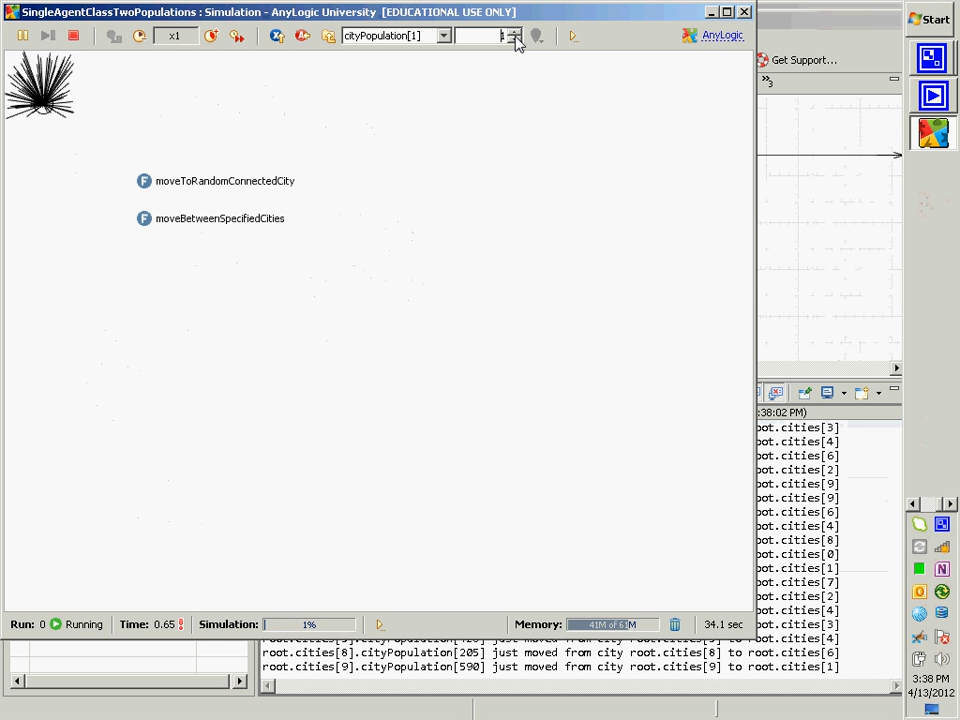 SingleAgentClassTwoPopulations : Simulation - AnyLogic University [EDUCATIONAL USE ONLY]
Start
x1
cityPopulation[1]
AnyLogic
Get Support...
»3
F moveToRandomConnectedCity
F moveBetweenSpecifiedCities
:38:02 PM)
oot.cities[3]
oot.cities[4]
oot.cities[6]
oot.cities[2]
oot.cities[9]
oot.cities[9]
oot.cities[6]
oot.cities[4]
oot.cities[8]
oot.cities[0]
oot.cities[1]
oot.cities[7]
oot.cities[2]
oot.cities[4]
oot.cities[3]
oot.cities[4]
Run: 0 Running Time: 0.65 Simulation: 1% Memory: 41M of 61M 34.1 sec
root.cities[8].cityPopulation[205] just moved from city root.cities[8] to root.cities[6]
root.cities[9].cityPopulation[590] just moved from city root.cities[9] to root.cities[1]
3:38 PM
4/13/2012